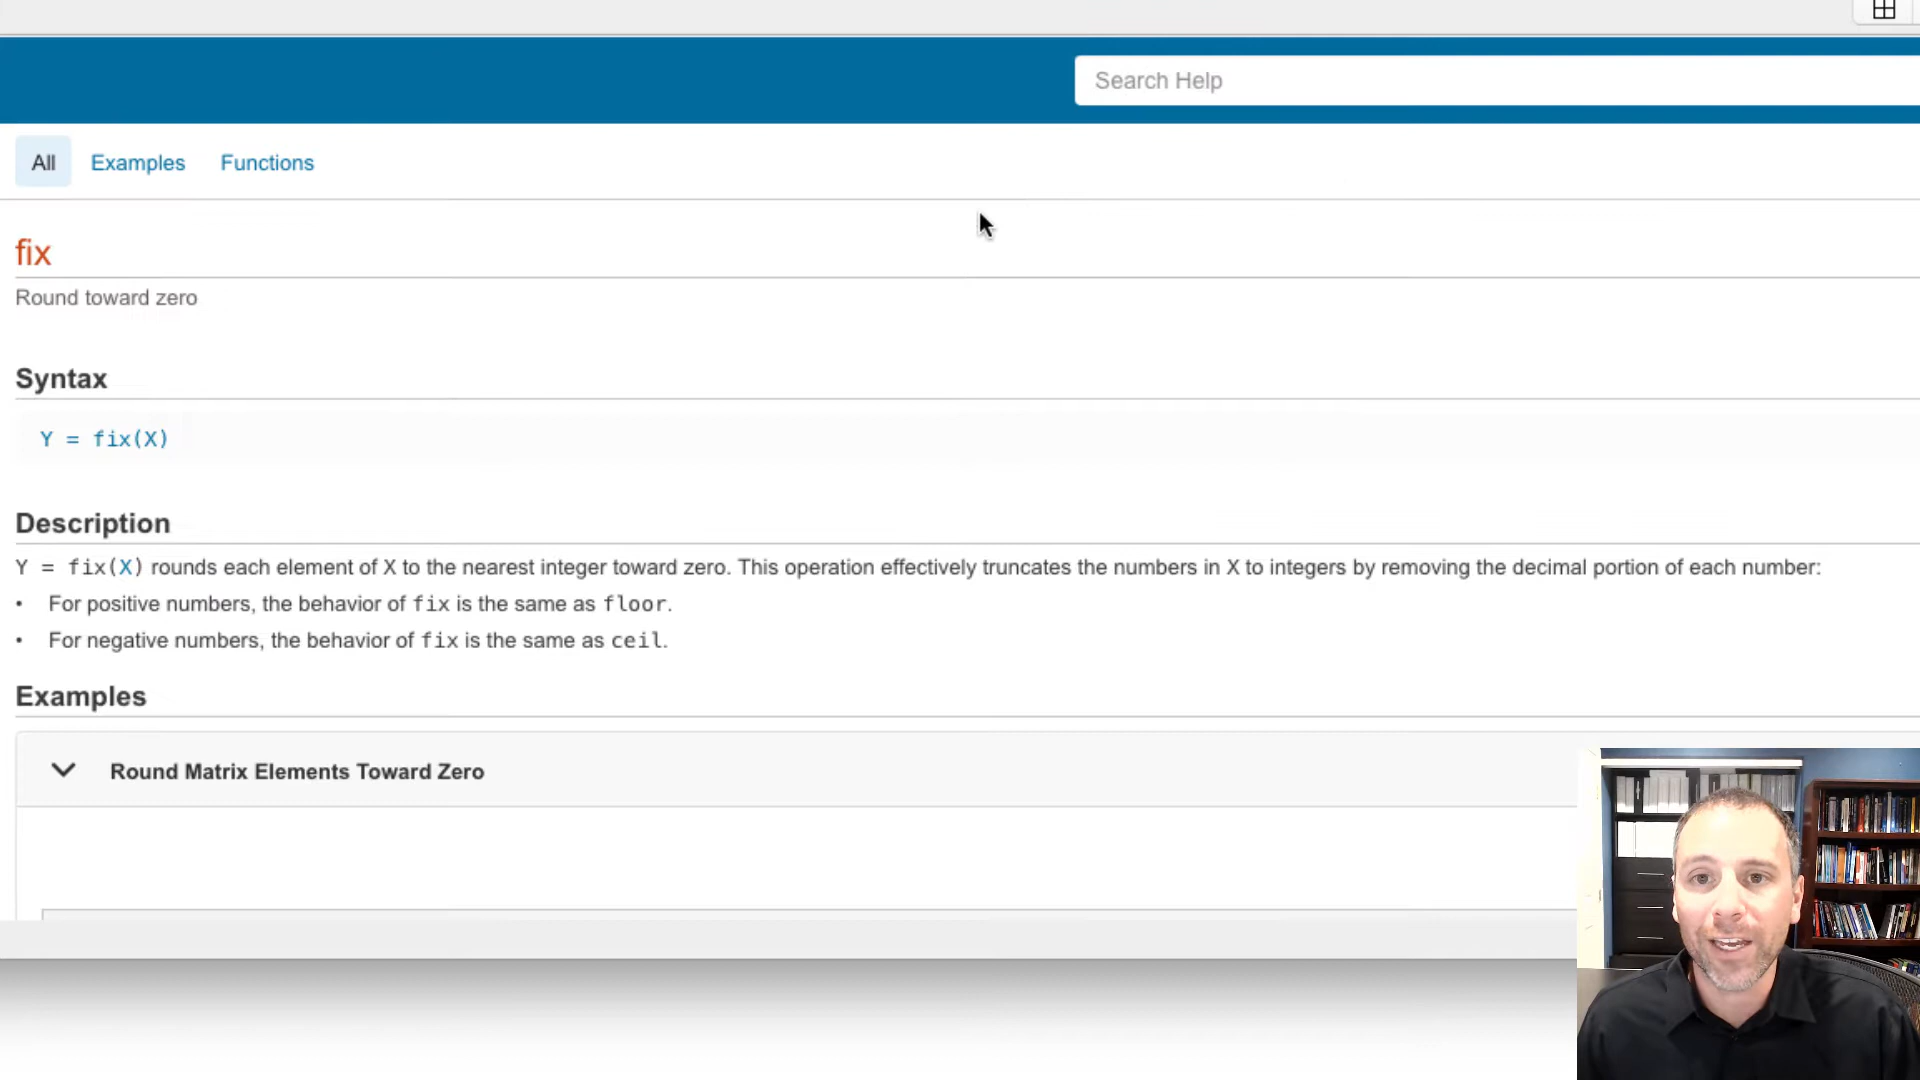 Search Help
All Examples Functions
fix
Round toward zero
Syntax
Y = fix(X)
Description
Y = fix(X) rounds each element of X to the nearest integer toward zero. This operation effectively truncates the numbers in X to integers by removing the decimal portion of each number:
• For positive numbers, the behavior of fix is the same as floor.
• For negative numbers, the behavior of fix is the same as ceil.
Examples
Round Matrix Elements Toward Zero